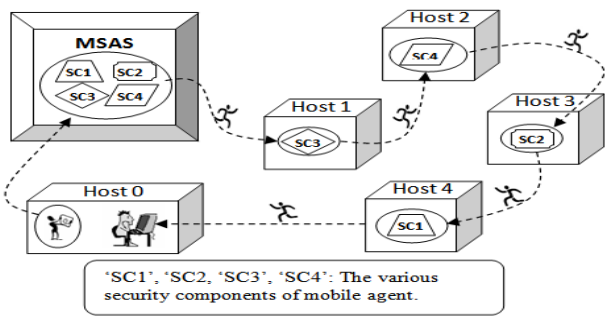 MSAS
SC1 SC2
SC3 SC4
Host 1
SC3
Host 2
SC4
Host 3
SC2
Host 4
SC1
Host 0
‘SC1’, ‘SC2, ‘SC3’, ‘SC4’: The various
security components of mobile agent.